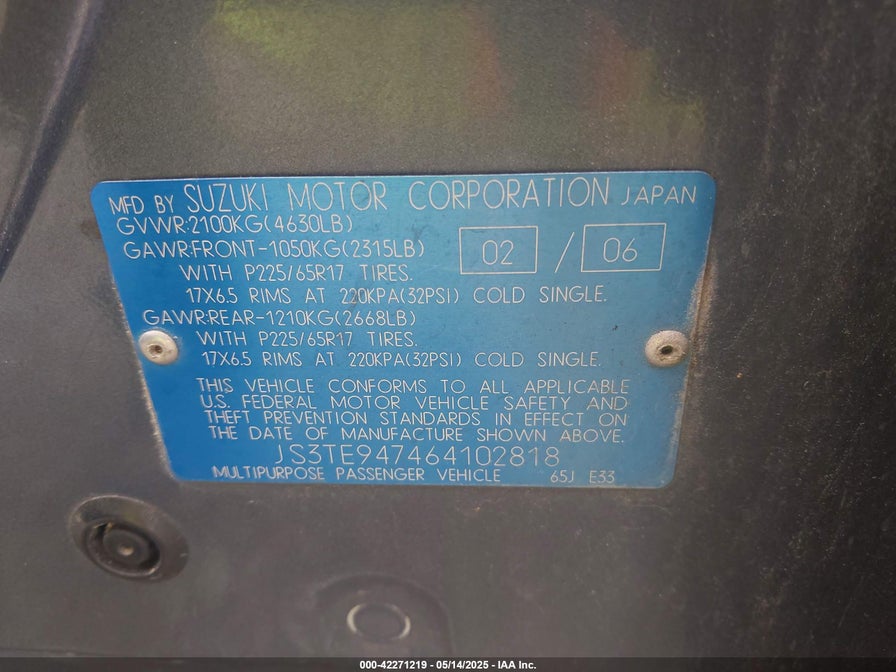 MFD BY SUZUKI MOTOR CORPORATION JAPAN
GVWR:2100KG(4630LB)
GAWR:FRONT-1050KG(2315LB) 02 / 06
WITH P225/65R17 TIRES.
17X6.5 RIMS AT 220KPA(32PSI) COLD SINGLE.
GAWR:REAR-1210KG(2668LB)
WITH P225/65R17 TIRES.
17X6.5 RIMS AT 220KPA(32PSI) COLD SINGLE.
THIS VEHICLE CONFORMS TO ALL APPLICABLE
U.S. FEDERAL MOTOR VEHICLE SAFETY AND
THEFT PREVENTION STANDARDS IN EFFECT ON
THE DATE OF MANUFACTURE SHOWN ABOVE.
JS3TE947464102818
MULTIPURPOSE PASSENGER VEHICLE 65J E33
000-42271219 - 05/14/2025 - IAA Inc.